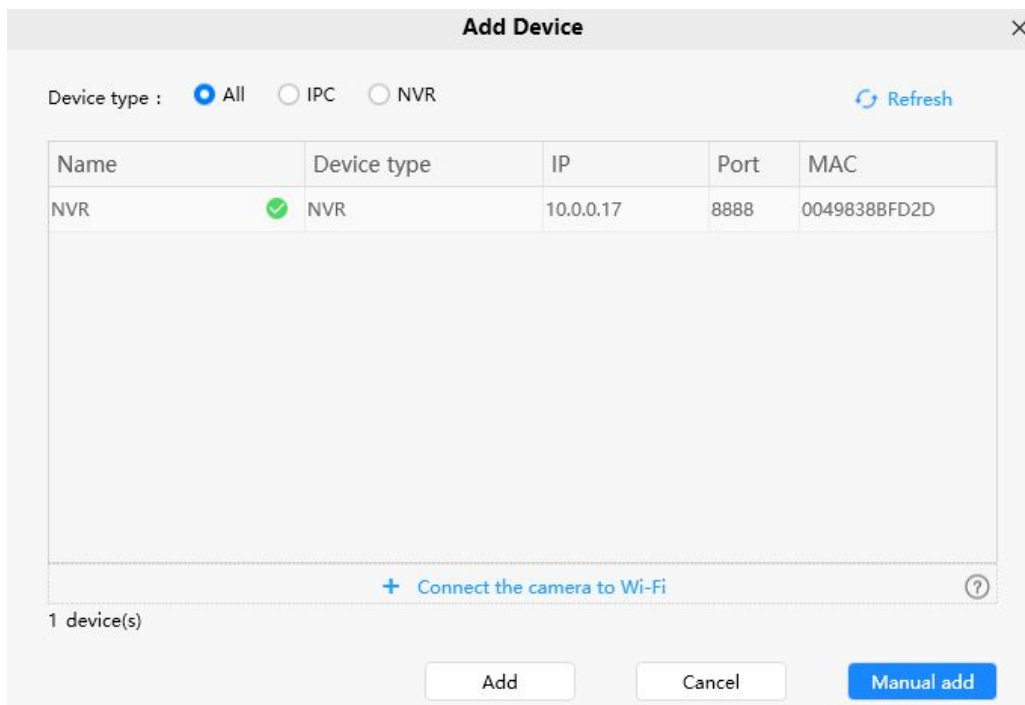 Add Device
Device type : All IPC NVR Refresh
Name Device type IP Port MAC
NVR NVR 10.0.0.17 8888 0049838BFD2D
+ Connect the camera to Wi-Fi ?
1 device(s)
Add Cancel Manual add